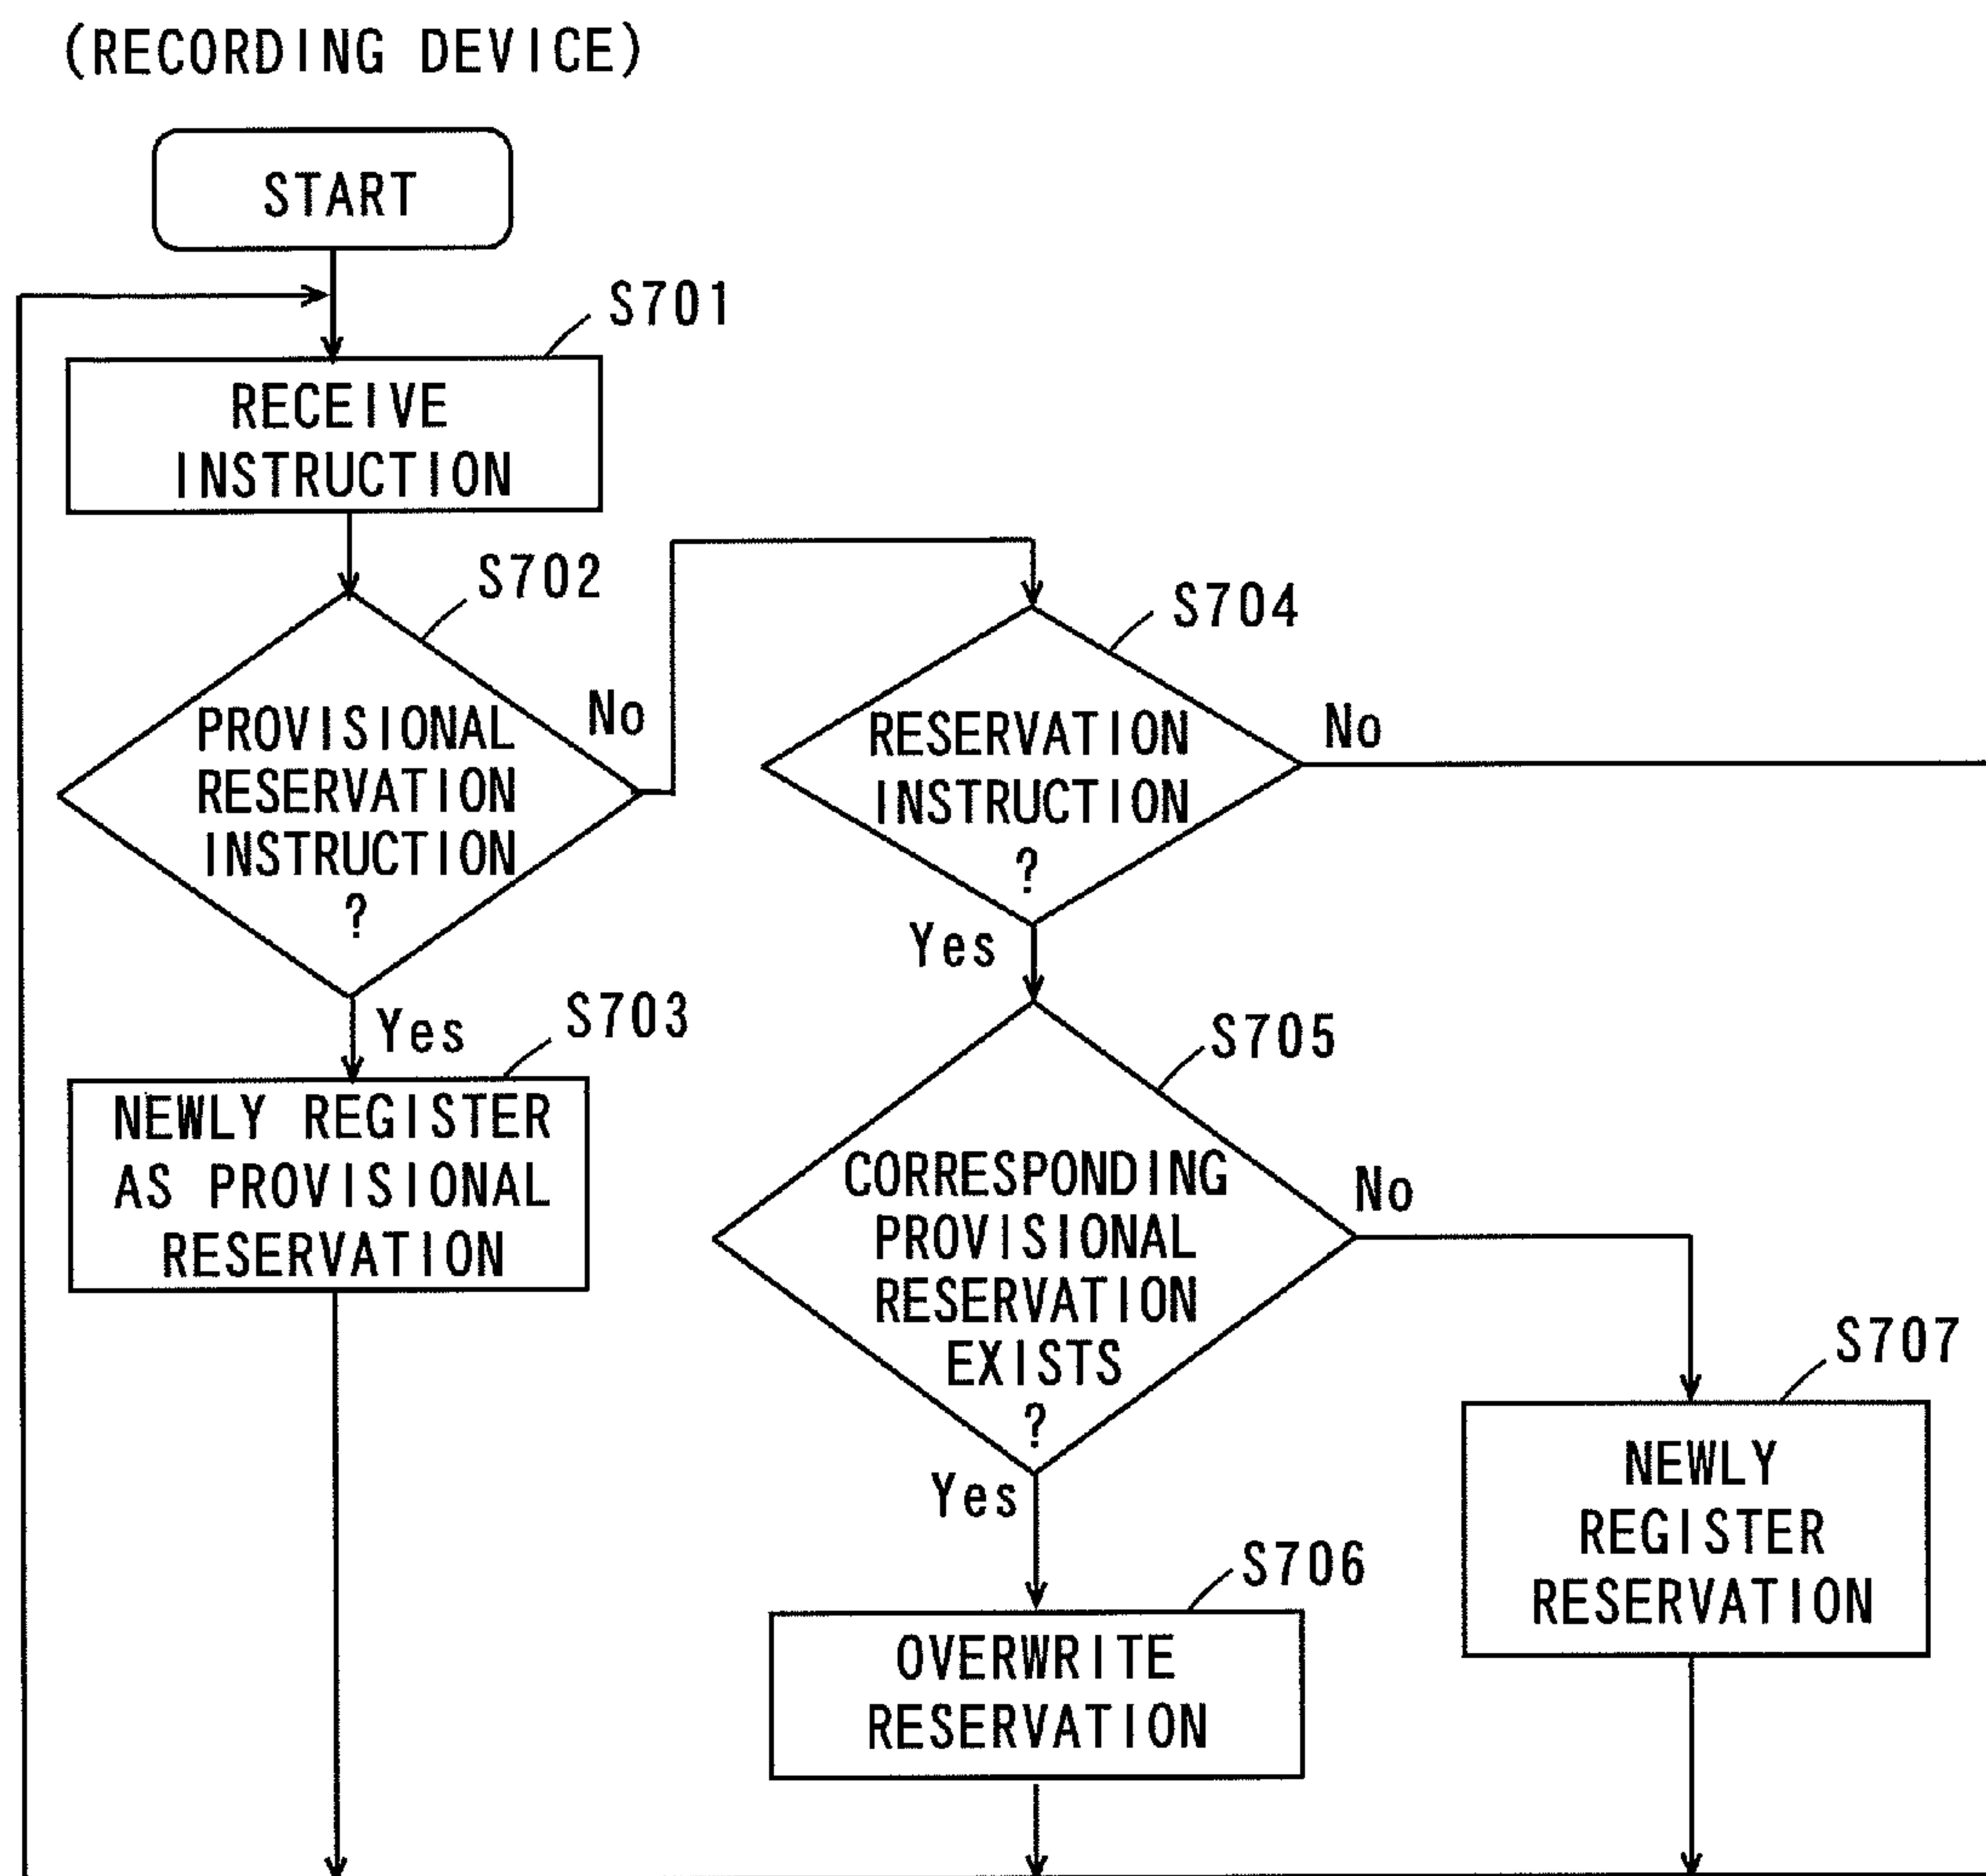 (RECORDING DEVICE)
START
S701
RECEIVE
INSTRUCTION
S702
PROVISIONAL
RESERVATION
INSTRUCTION
?
No
Yes
S703
NEWLY REGISTER
AS PROVISIONAL
RESERVATION
S704
RESERVATION
INSTRUCTION
?
No
Yes
S705
CORRESPONDING
PROVISIONAL
RESERVATION
EXISTS
?
No
Yes
S706
OVERWRITE
RESERVATION
S707
NEWLY
REGISTER
RESERVATION